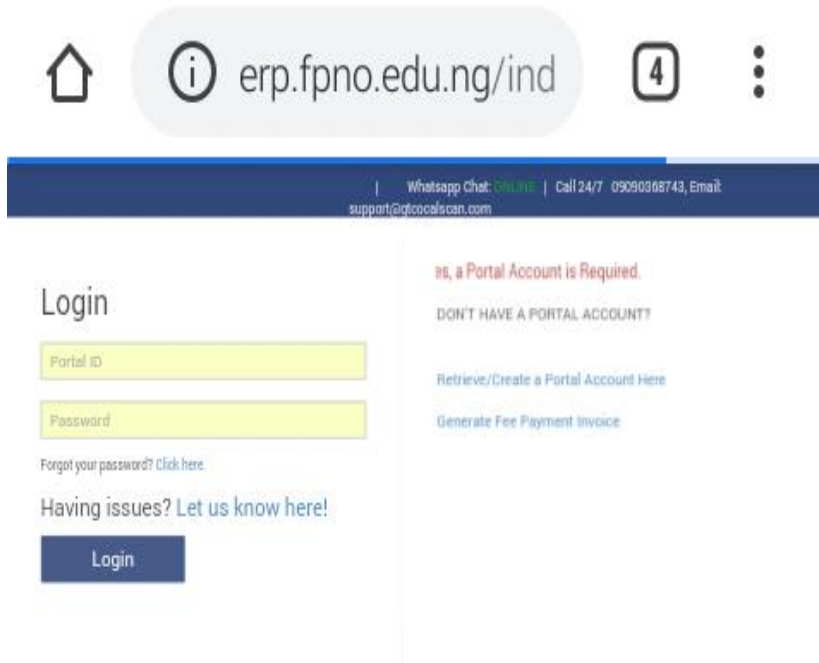 erp.fpno.edu.ng/ind
4
| Whatsapp Chat: ONLINE | Call 24/7 09090368743, Email:
support@gtcocalscan.com
es, a Portal Account is Required.
Login
DON'T HAVE A PORTAL ACCOUNT?
Portal ID
Retrieve/Create a Portal Account Here
Password
Generate Fee Payment Invoice
Forgot your password? Click here.
Having issues? Let us know here!
Login